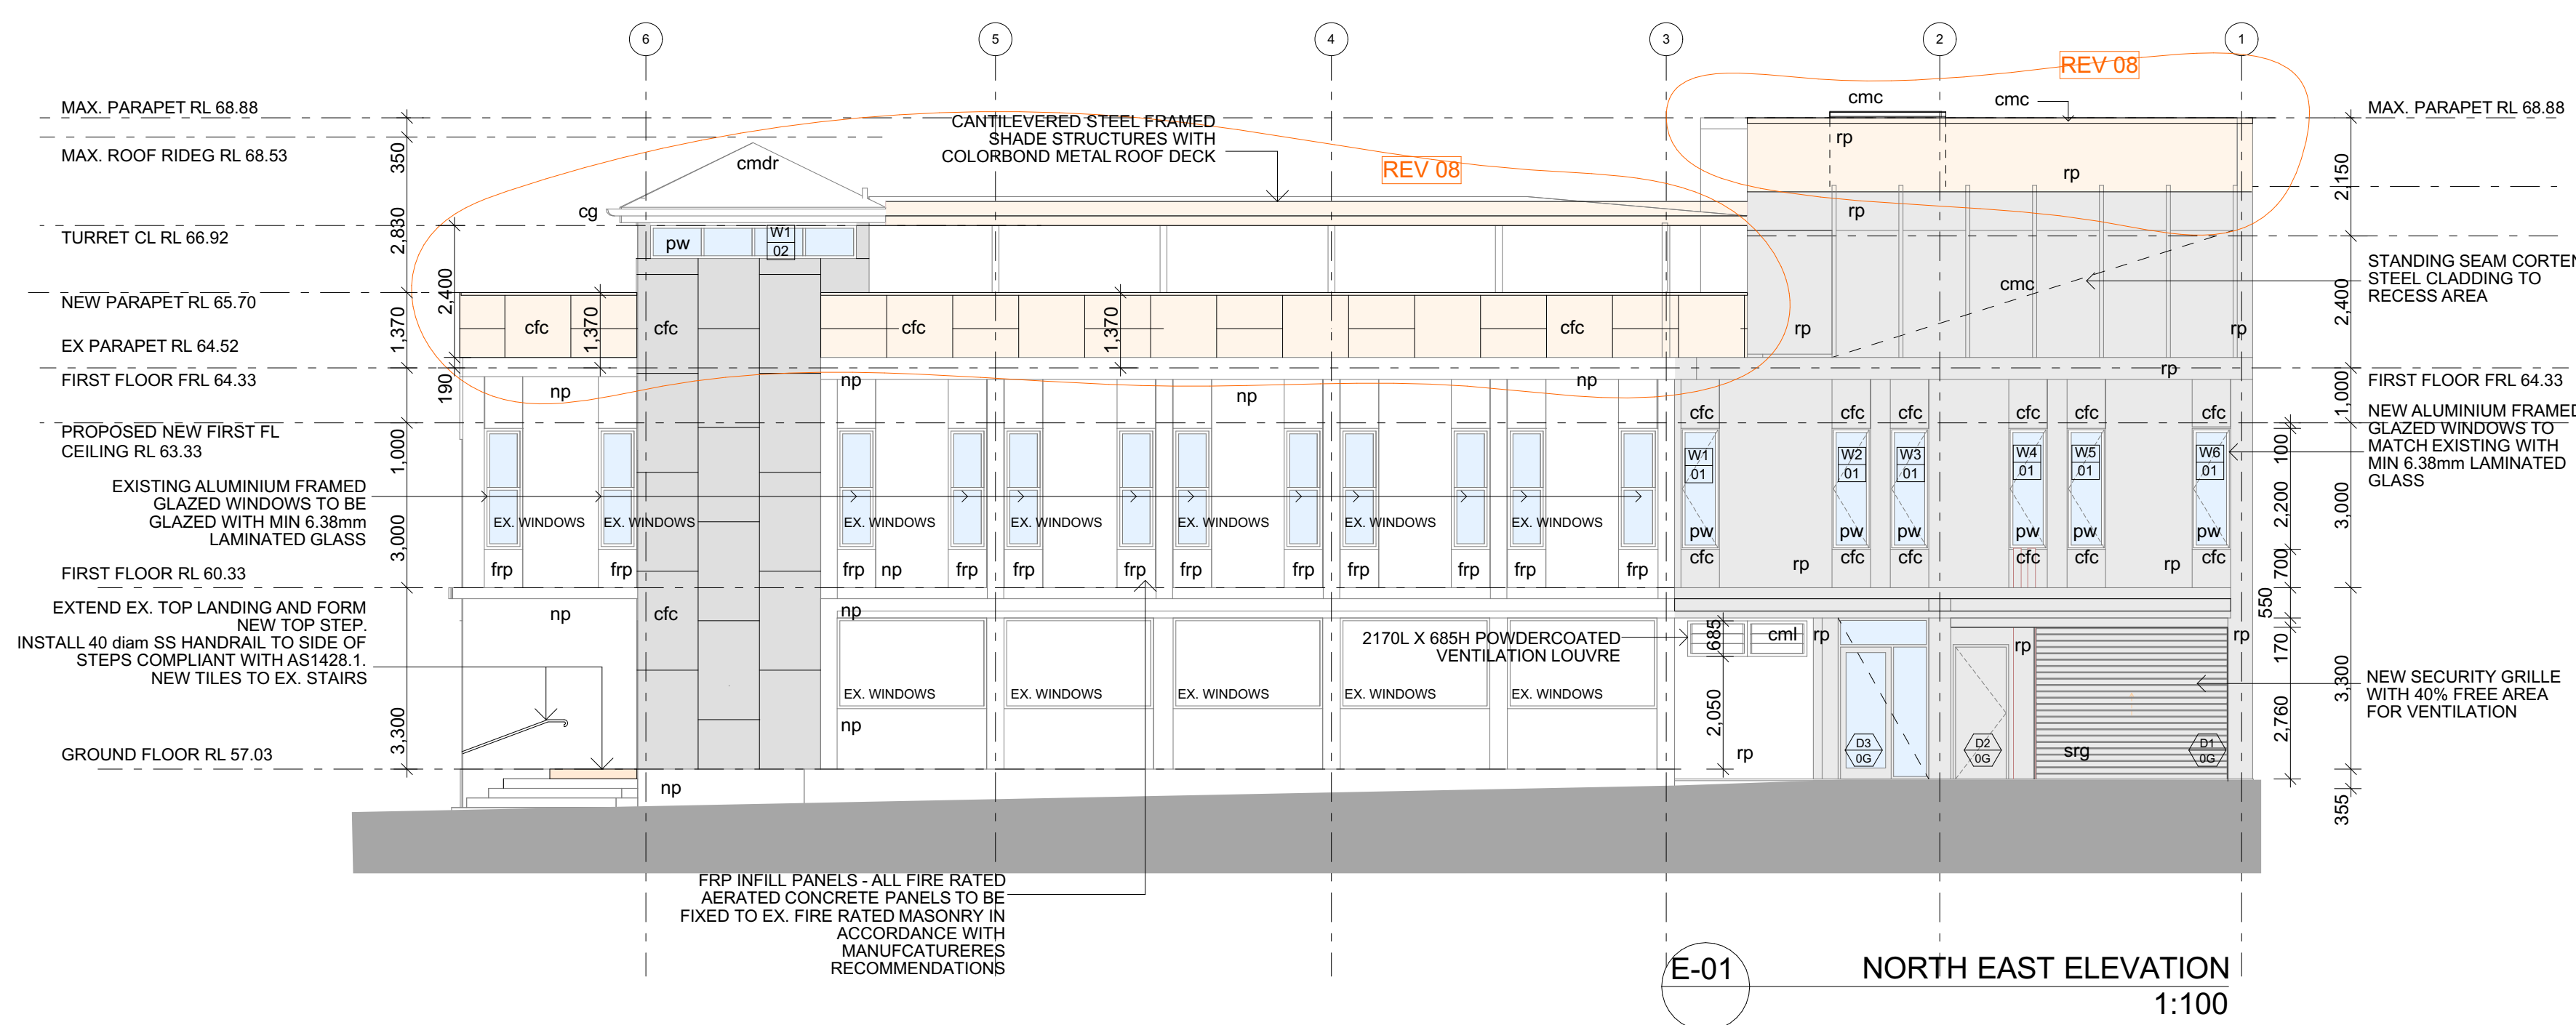 6
5
4
3
2
1
REV 08
REV 08
MAX. PARAPET RL 68.88
MAX. ROOF RIDEG RL 68.53
TURRET CL RL 66.92
NEW PARAPET RL 65.70
EX PARAPET RL 64.52
FIRST FLOOR FRL 64.33
PROPOSED NEW FIRST FL
CEILING RL 63.33
EXISTING ALUMINIUM FRAMED
GLAZED WINDOWS TO BE
GLAZED WITH MIN 6.38mm
LAMINATED GLASS
FIRST FLOOR RL 60.33
EXTEND EX. TOP LANDING AND FORM
NEW TOP STEP.
INSTALL 40 diam SS HANDRAIL TO SIDE OF
STEPS COMPLIANT WITH AS1428.1.
NEW TILES TO EX. STAIRS
GROUND FLOOR RL 57.03
350
2,830
1,370
1,000
3,000
3,300
2,400
190
1,370
1,370
CANTILEVERED STEEL FRAMED
SHADE STRUCTURES WITH
COLORBOND METAL ROOF DECK
cmdr
cg
pw
W1
02
cfc
cfc
cfc
cfc
np
np
np
np
cmc
cmc
rp
rp
rp
cmc
rp
rp
rp
cfc
cfc
cfc
cfc
cfc
cfc
W1
01
W2
01
W3
01
W4
01
W5
01
W6
01
pw
pw
pw
pw
pw
pw
cfc
cfc
cfc
cfc
cfc
cfc
rp
rp
EX. WINDOWS
EX. WINDOWS
EX. WINDOWS
EX. WINDOWS
EX. WINDOWS
EX. WINDOWS
EX. WINDOWS
frp
frp
frp
np
frp
frp
frp
frp
frp
frp
frp
frp
frp
np
cfc
np
2170L X 685H POWDERCOATED
VENTILATION LOUVRE
685
cml
rp
rp
rp
EX. WINDOWS
EX. WINDOWS
EX. WINDOWS
EX. WINDOWS
EX. WINDOWS
np
2,050
rp
D3
0G
D2
0G
srg
D1
0G
np
MAX. PARAPET RL 68.88
2,150
STANDING SEAM CORTEN
STEEL CLADDING TO
RECESS AREA
2,400
FIRST FLOOR FRL 64.33
1,000
NEW ALUMINIUM FRAMED
GLAZED WINDOWS TO
MATCH EXISTING WITH
MIN 6.38mm LAMINATED
GLASS
100
2,200
3,000
700
550
170
3,300
2,760
355
NEW SECURITY GRILLE
WITH 40% FREE AREA
FOR VENTILATION
FRP INFILL PANELS - ALL FIRE RATED
AERATED CONCRETE PANELS TO BE
FIXED TO EX. FIRE RATED MASONRY IN
ACCORDANCE WITH
MANUFCATURERES
RECOMMENDATIONS
E-01
NORTH EAST ELEVATION
1:100